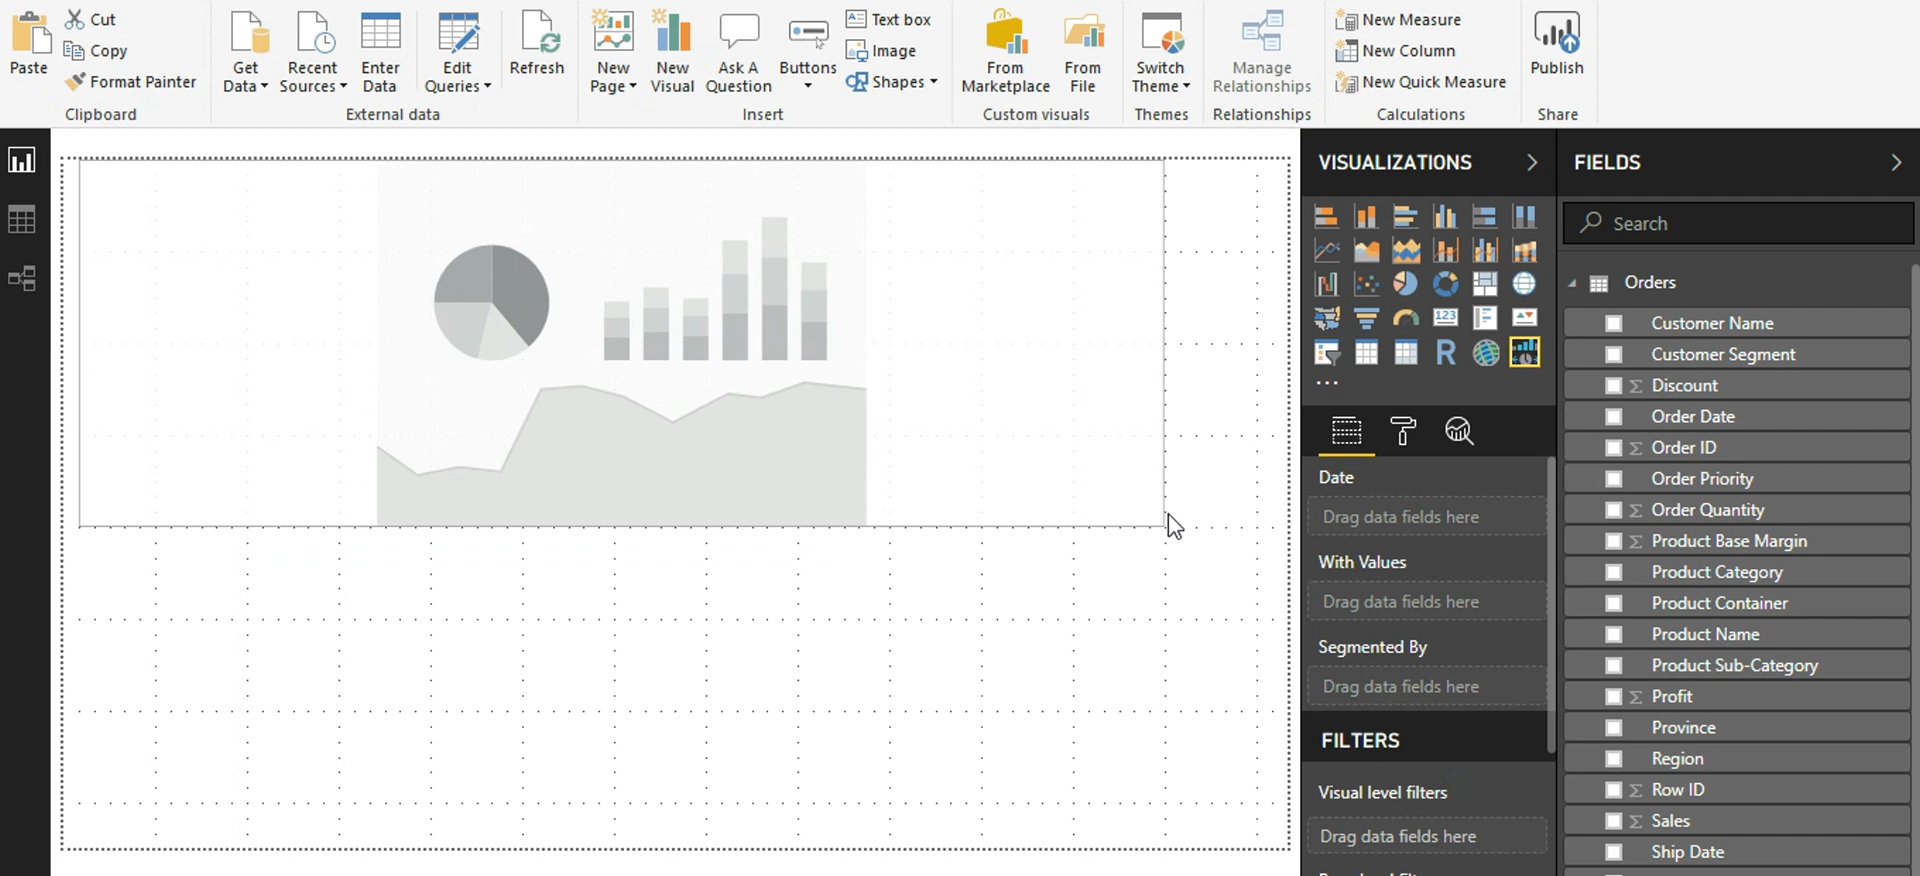 Paste
Cut
Copy
Format Painter
Clipboard
Get
Data
Recent
Sources
Enter
Data
Edit
Queries
Refresh
External data
New
Page
New
Visual
Ask A
Question
Buttons
Text box
Image
Shapes
Insert
From
Marketplace
From
File
Custom visuals
Switch
Theme
Themes
Manage
Relationships
Relationships
New Measure
New Column
New Quick Measure
Calculations
Publish
Share
VISUALIZATIONS
123
R
Date
Drag data fields here
With Values
Drag data fields here
Segmented By
Drag data fields here
FILTERS
Visual level filters
Drag data fields here
FIELDS
Search
Orders
Customer Name
Customer Segment
Σ Discount
Order Date
Σ Order ID
Order Priority
Σ Order Quantity
Σ Product Base Margin
Product Category
Product Container
Product Name
Product Sub-Category
Σ Profit
Province
Region
Σ Row ID
Σ Sales
Ship Date